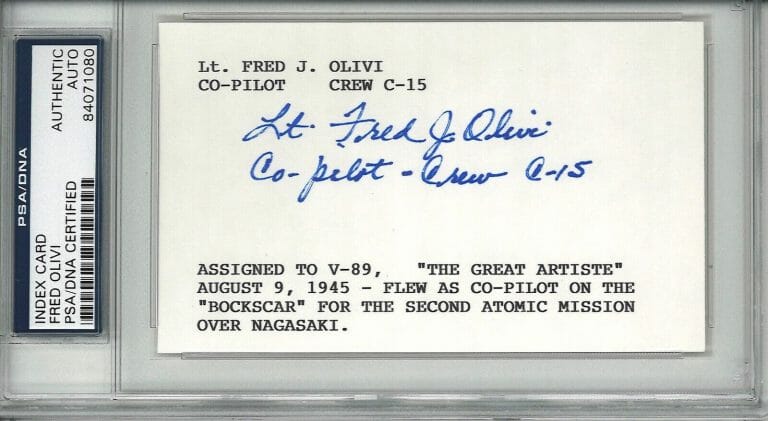 PSA/DNA
INDEX CARD
FRED OLIVI
PSA/DNA CERTIFIED
AUTHENTIC
AUTO
84071080
Lt. FRED J. OLIVI
CO-PILOT CREW C-15
Lt. Fred J. Olivi
Co-pilot - Crew C-15
ASSIGNED TO V-89, "THE GREAT ARTISTE"
AUGUST 9, 1945 - FLEW AS CO-PILOT ON THE
"BOCKSCAR" FOR THE SECOND ATOMIC MISSION
OVER NAGASAKI.